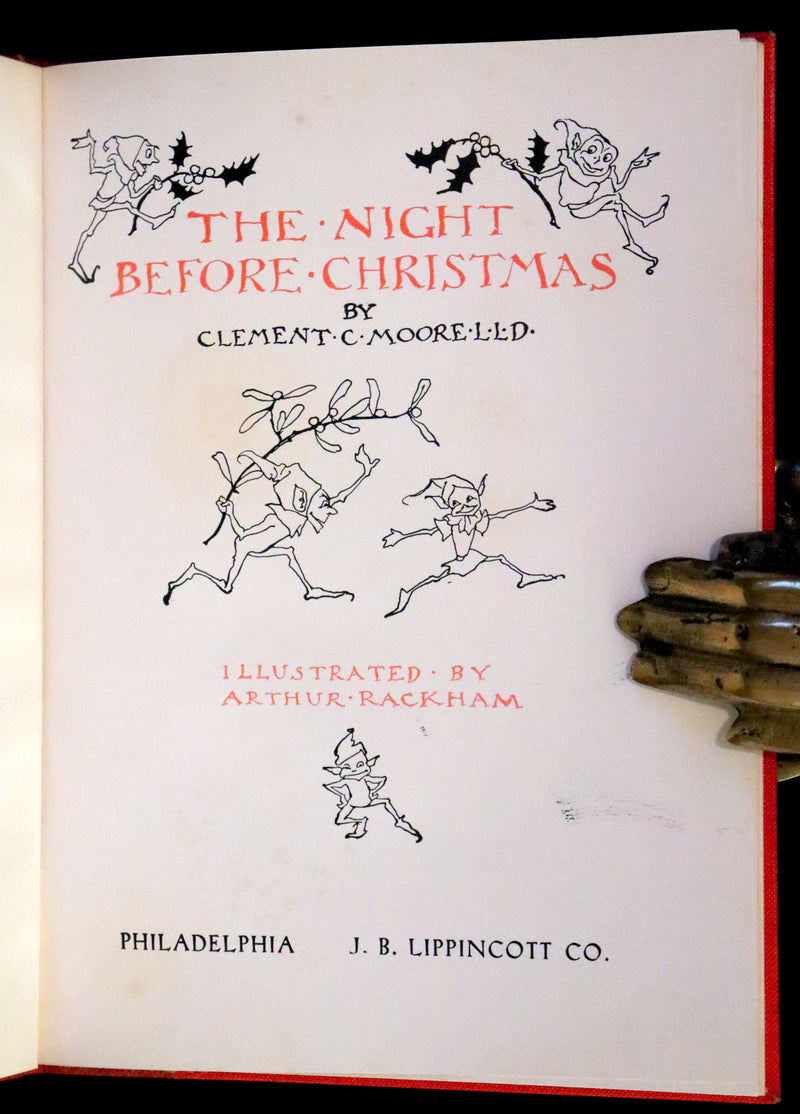 THE · NIGHT
BEFORE · CHRISTMAS
BY
CLEMENT · C · MOORE · L·L·D ·
ILLUSTRATED · BY
ARTHUR · RACKHAM
PHILADELPHIA J. B. LIPPINCOTT CO.